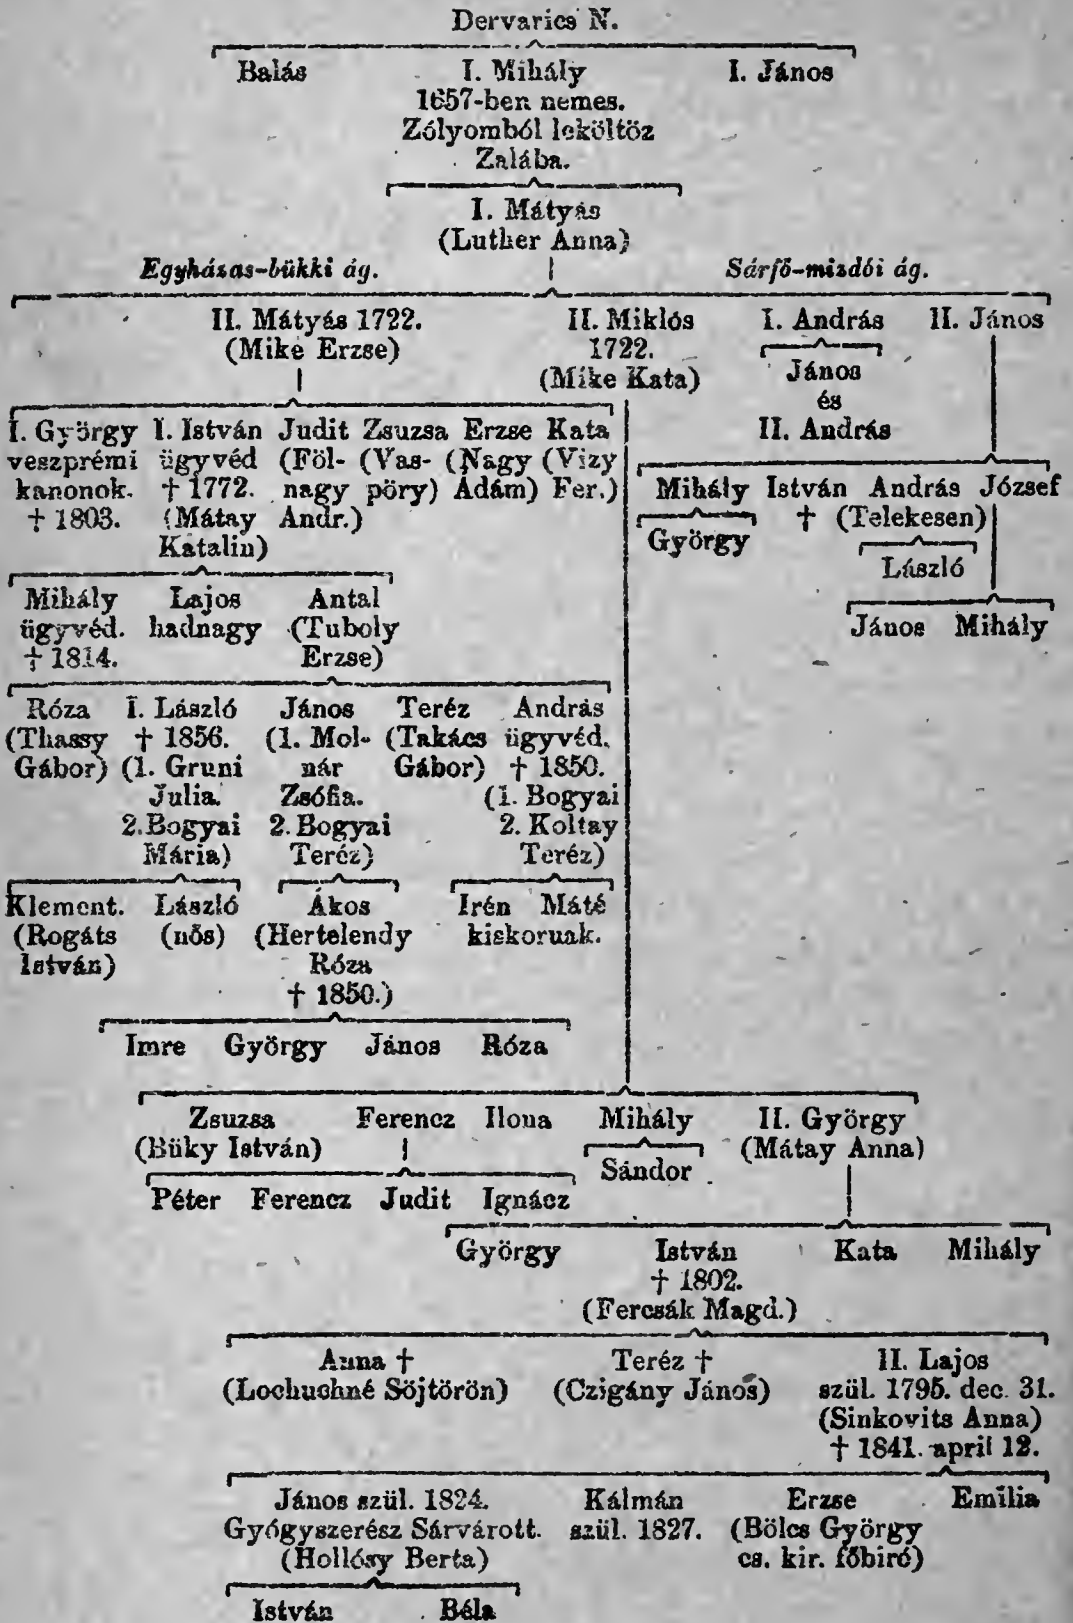 Dervarics N.
Balás I. Mihály I. János
1657-ben nemes.
Zólyomból leköltöz
Zalába.
I. Mátyás
(Luther Anna)
Egyházas-bükki ág. Sárfő-mizdói ág.
II. Mátyás 1722. II. Miklós I. András II. János
(Mike Erzse) 1722. János
(Mike Kata) és
II. András
I. György I. István Judit Zsuzsa Erzse Kata
veszprémi ügyvéd (Föl- (Vas- (Nagy (Vizy
kanonok. † 1772. nagy pöry) Ádám) Fer.)
† 1803. (Mátay Andr.)
Katalin)
Mihály István András József
György † (Telekesen)
László
János Mihály
Mihály Lajos Antal
ügyvéd. hadnagy (Tuboly
† 1814. Erzse)
Róza I. László János Teréz András
(Thassy † 1856. (1. Mol- (Takács ügyvéd.
Gábor) (1. Gruni nár Gábor) † 1850.
Julia. Zsófia. (1. Bogyai
2. Bogyai 2. Bogyai 2. Koltay
Mária) Teréz) Teréz)
Klement. László Ákos Irén Máté
(Rogáts (nős) (Hertelendy kiskoruak.
István) Róza
† 1850.)
Imre György János Róza
Zsuzsa Ferencz Ilona Mihály II. György
(Büky István) Sándor (Mátay Anna)
Péter Ferencz Judit Ignácz
György István Kata Mihály
† 1802.
(Fercsák Magd.)
Anna † Teréz † II. Lajos
(Lochuchné Söjtörön) (Czigány János) szül. 1795. dec. 31.
(Sinkovits Anna)
† 1841. april 12.
János szül. 1824. Kálmán Erzse Emilia
Gyógyszerész Sárvárott. szül. 1827. (Bölcs György
(Hollósy Berta) cs. kir. főbiró)
István Béla